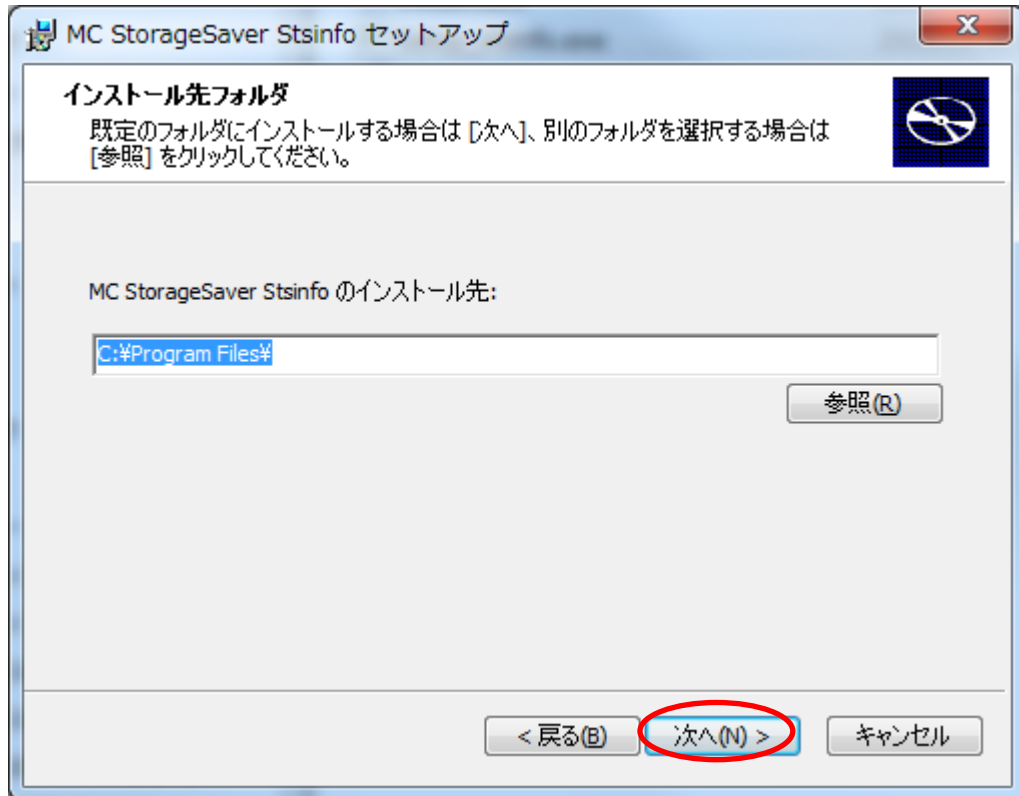 MC StorageSaver Stsinfo セットアップ
インストール先フォルダ
既定のフォルダにインストールする場合は [次へ]、別のフォルダを選択する場合は
[参照] をクリックしてください。
MC StorageSaver Stsinfo のインストール先:
C:¥Program Files¥
参照(R)
< 戻る(B)
次へ(N) >
キャンセル